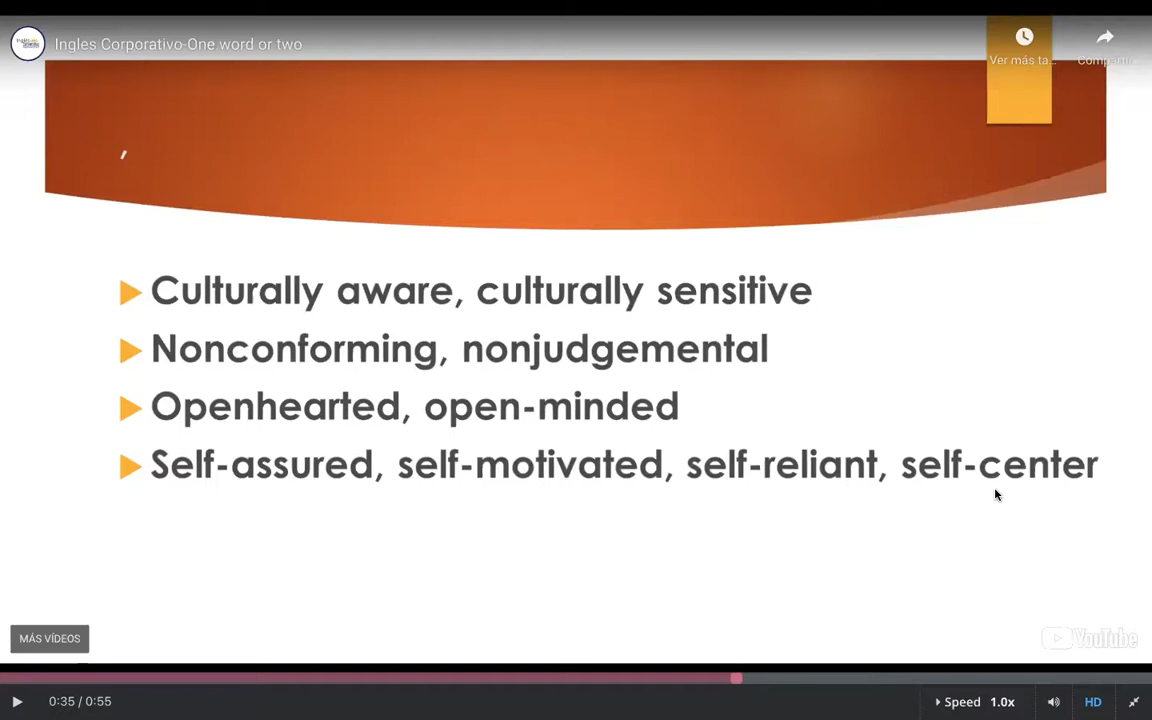 Ingles Corporativo-One word or two
Ver más ta...
,
Culturally aware, culturally sensitive
Nonconforming, nonjudgemental
Openhearted, open-minded
Self-assured, self-motivated, self-reliant, self-center
MÁS VÍDEOS
YouTube
0:35 / 0:55
Speed 1.0x
HD